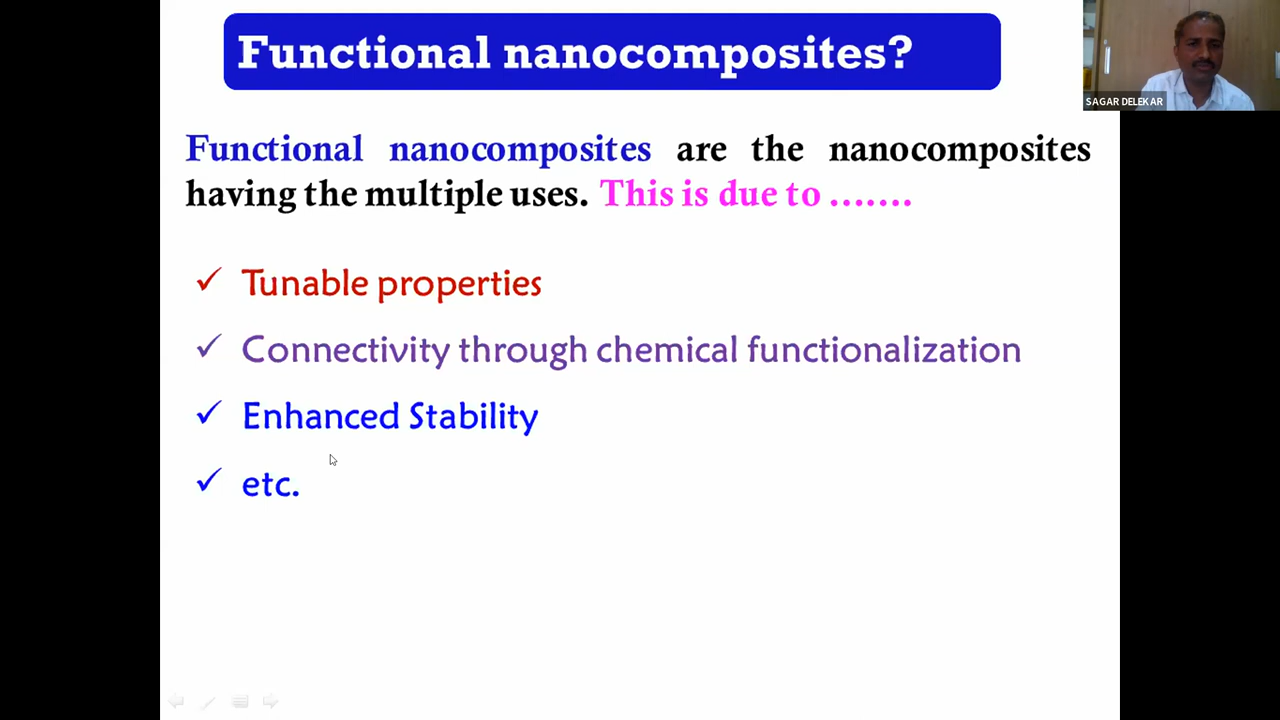 Functional nanocomposites?
SAGAR DELEKAR
Functional nanocomposites are the nanocomposites
having the multiple uses. This is due to .......
✓ Tunable properties
✓ Connectivity through chemical functionalization
✓ Enhanced Stability
✓ etc.